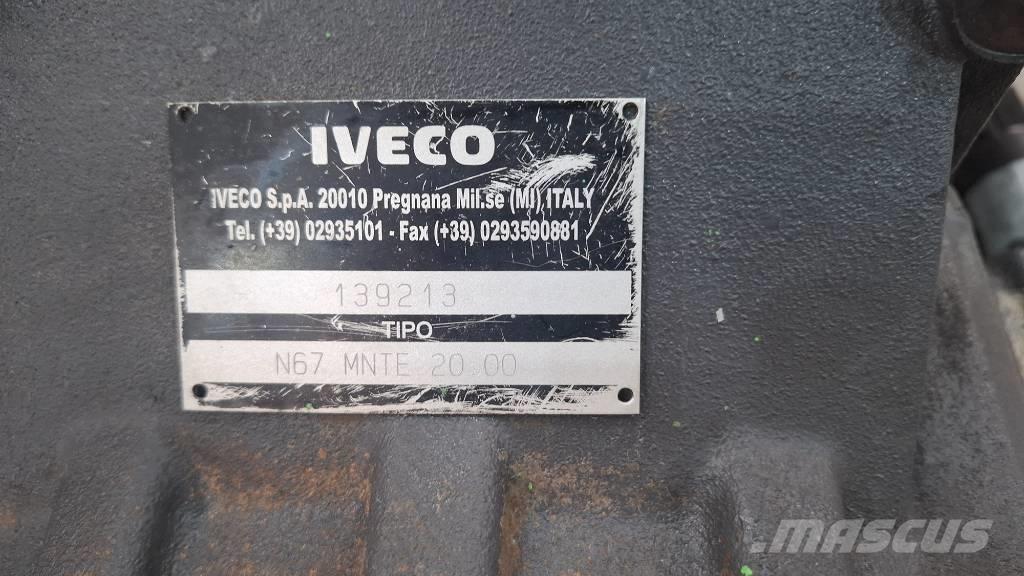 IVECO
IVECO S.p.A. 20010 Pregnana Mil.se (MI) ITALY
Tel. (+39) 02935101 - Fax (+39) 0293590881
139213
TIPO
N67 MNTE 20.00
MASCUS